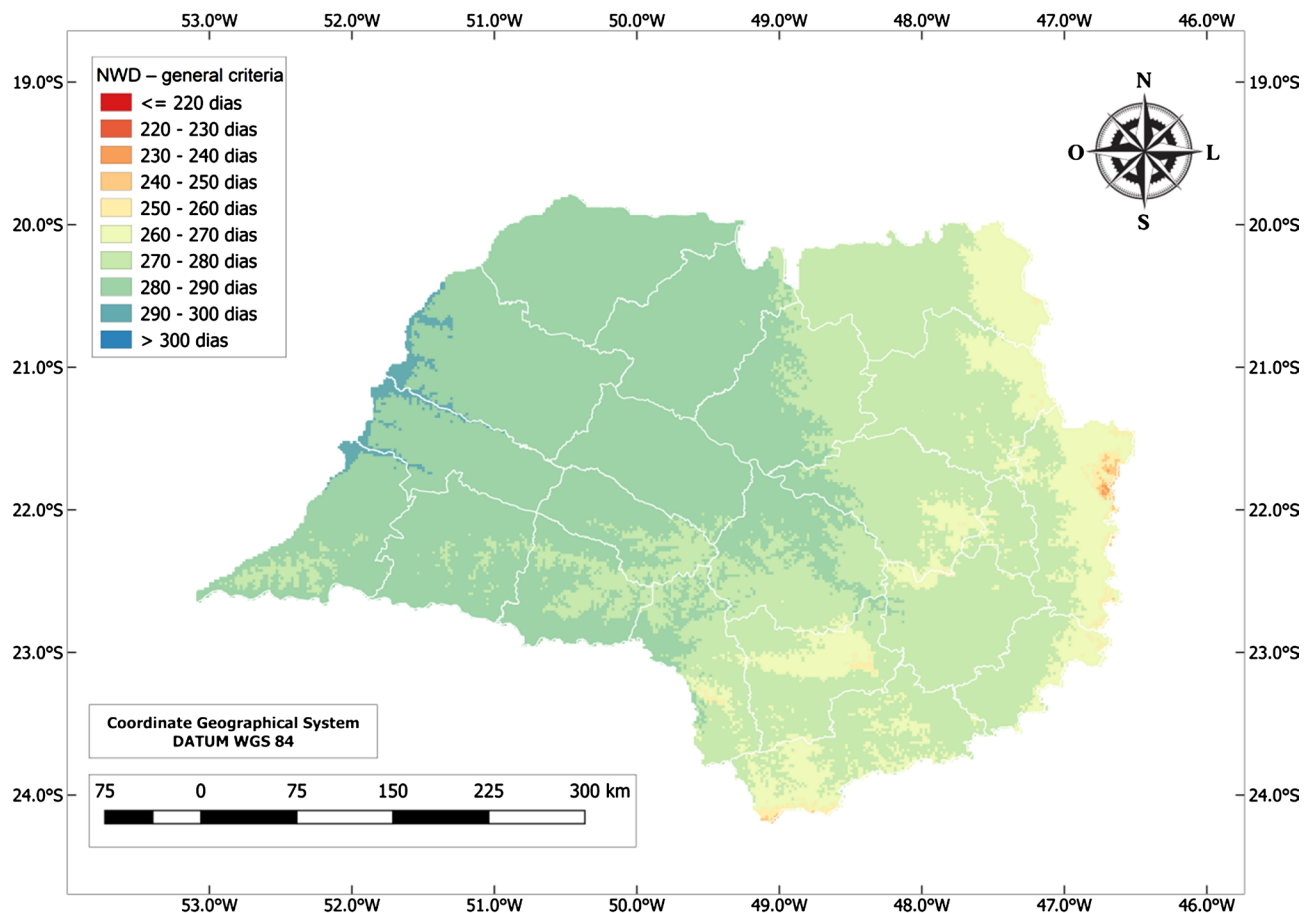 53.0°W 52.0°W 51.0°W 50.0°W 49.0°W 48.0°W 47.0°W 46.0°W
NWD – general criteria
<= 220 dias
220 - 230 dias
230 - 240 dias
240 - 250 dias
250 - 260 dias
260 - 270 dias
270 - 280 dias
280 - 290 dias
290 - 300 dias
> 300 dias
N
O L
S
19.0°S 19.0°S
20.0°S 20.0°S
21.0°S 21.0°S
22.0°S 22.0°S
23.0°S 23.0°S
24.0°S 24.0°S
Coordinate Geographical System
DATUM WGS 84
75 0 75 150 225 300 km
53.0°W 52.0°W 51.0°W 50.0°W 49.0°W 48.0°W 47.0°W 46.0°W